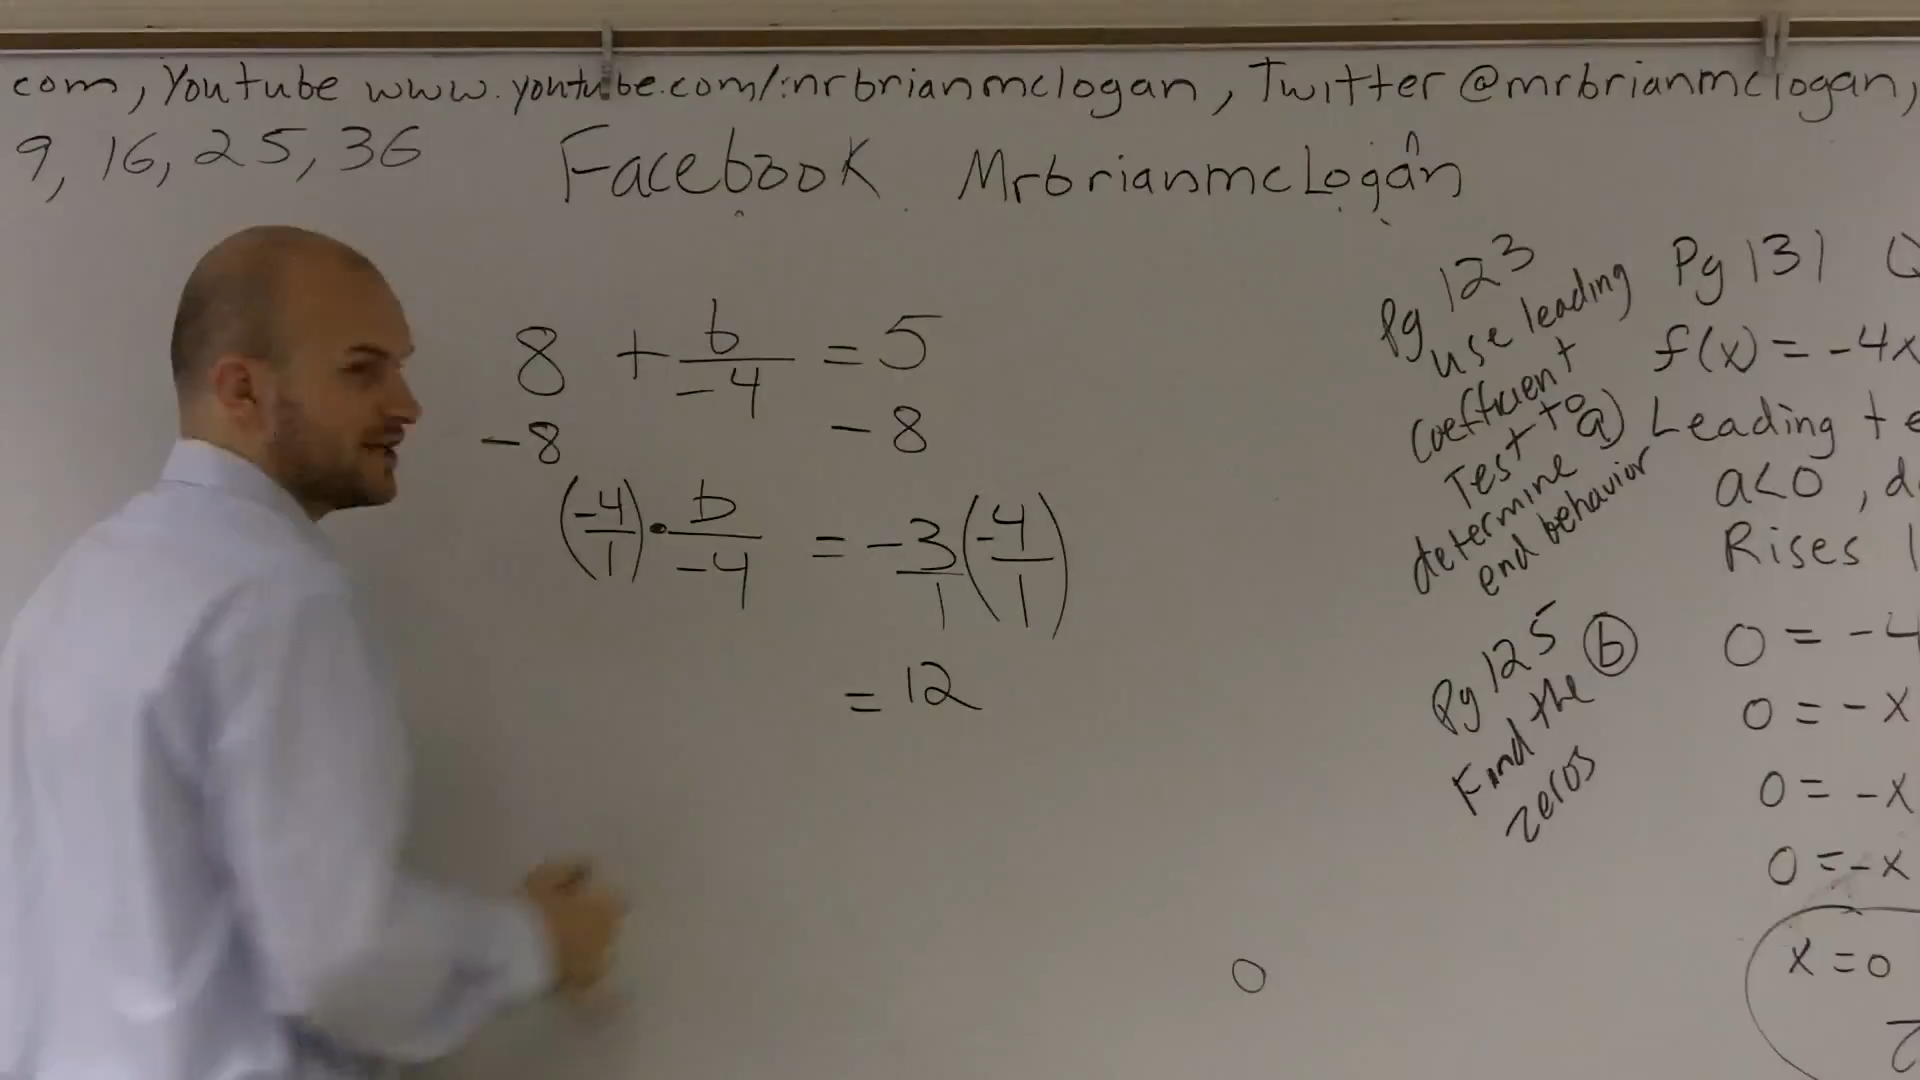 com, Youtube www.youtube.com/mrbrianmclogan, Twitter @mrbrianmclogan,
9, 16, 25, 36 Facebook MrbrianmcLogan
8 + b/-4 = 5
-8 -8
(-4/1) · b/-4 = -3/1 (-4/1)
= 12
Pg 123
use leading
coefficient
Test to
determine
end behavior
Pg 131
f(x) = -4x
a) Leading +
a<0, d
Rises
Pg 125
Find the
zeros
b
0 = -4
0 = -x
0 = -x
0 = -x
x = 0
0